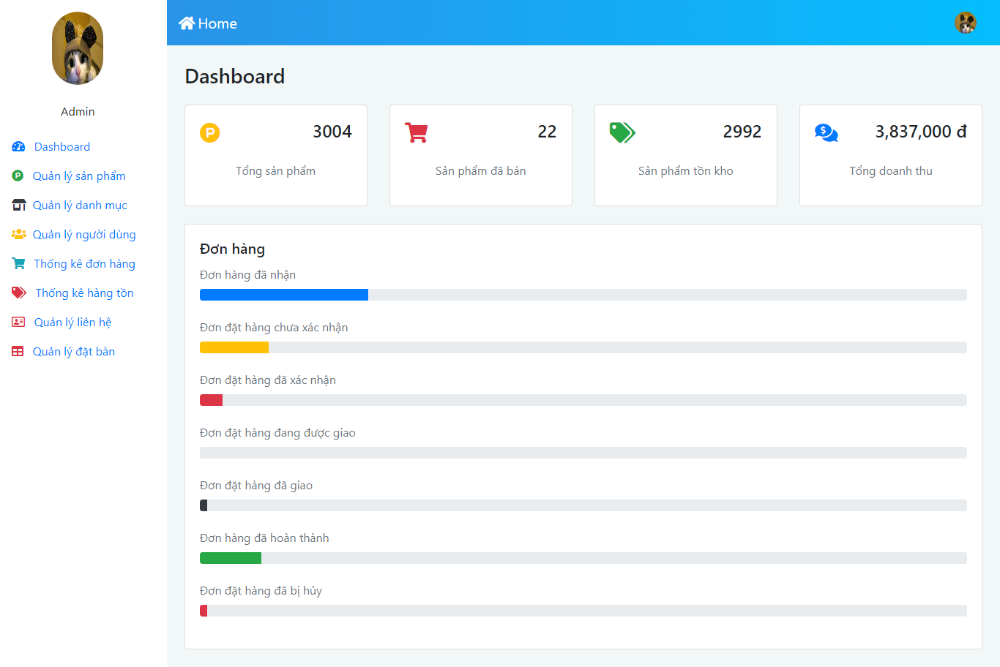 Admin
Dashboard
Quản lý sản phẩm
Quản lý danh mục
Quản lý người dùng
Thống kê đơn hàng
Thống kê hàng tồn
Quản lý liên hệ
Quản lý đặt bàn
Home
Dashboard
P
3004
Tổng sản phẩm
22
Sản phẩm đã bán
2992
Sản phẩm tồn kho
$
3,837,000 đ
Tổng doanh thu
Đơn hàng
Đơn hàng đã nhận
Đơn đặt hàng chưa xác nhận
Đơn đặt hàng đã xác nhận
Đơn đặt hàng đang được giao
Đơn đặt hàng đã giao
Đơn hàng đã hoàn thành
Đơn đặt hàng đã bị hủy